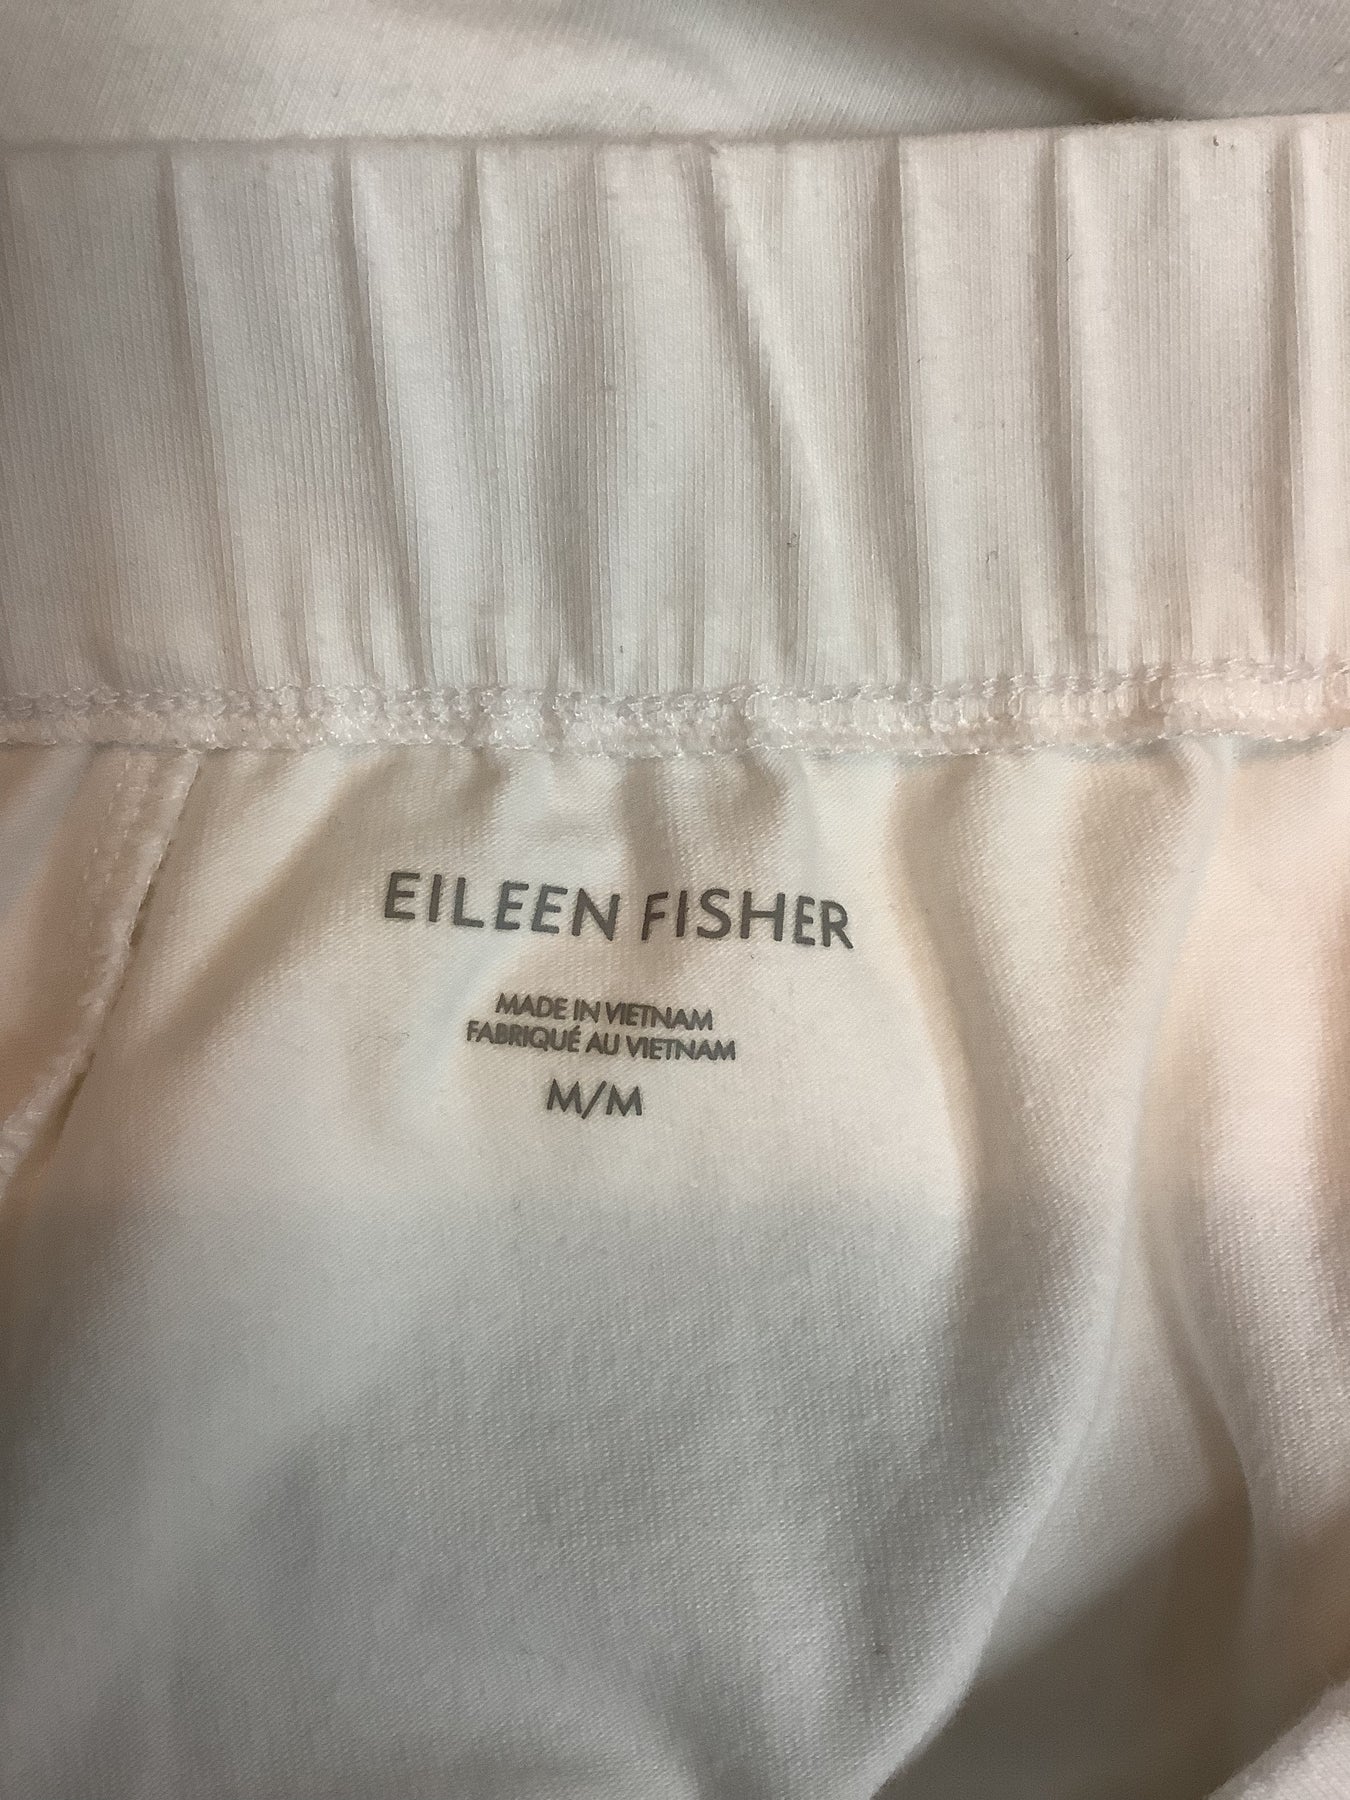 EILEEN FISHER
MADE IN VIETNAM
FABRIQUÉ AU VIETNAM
M/M